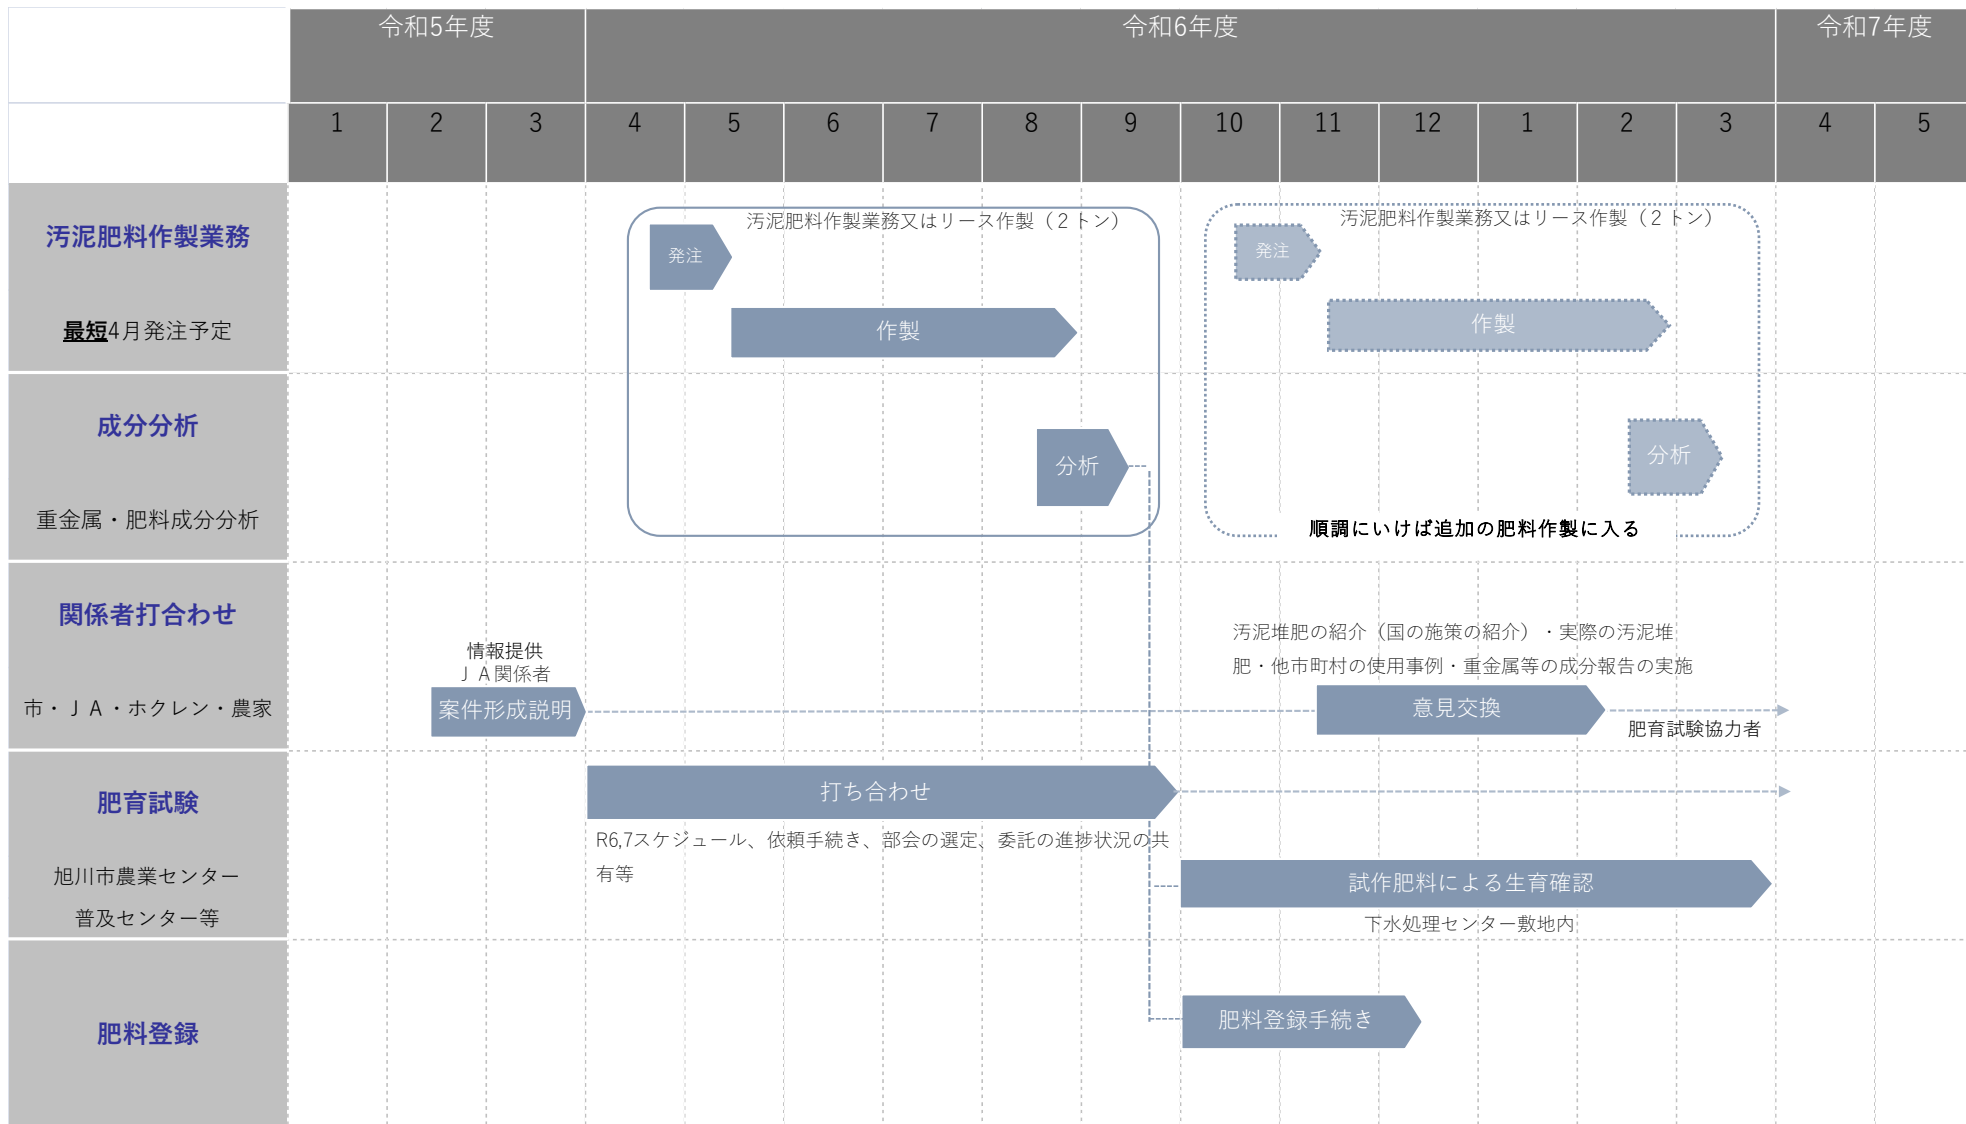 令和5年度
令和6年度
令和7年度
1
2
3
4
5
6
7
8
9
10
11
12
1
2
3
4
5
汚泥肥料作製業務
最短4月発注予定
汚泥肥料作製業務又はリース作製（２トン）
発注
作製
汚泥肥料作製業務又はリース作製（２トン）
発注
作製
成分分析
重金属・肥料成分分析
分析
分析
順調にいけば追加の肥料作製に入る
関係者打合わせ
市・ＪＡ・ホクレン・農家
情報提供
ＪＡ関係者
案件形成説明
汚泥堆肥の紹介（国の施策の紹介）・実際の汚泥堆
肥・他市町村の使用事例・重金属等の成分報告の実施
意見交換
肥育試験協力者
肥育試験
旭川市農業センター
普及センター等
打ち合わせ
R6,7スケジュール、依頼手続き、部会の選定、委託の進捗状況の共
有等
試作肥料による生育確認
下水処理センター敷地内
肥料登録
肥料登録手続き